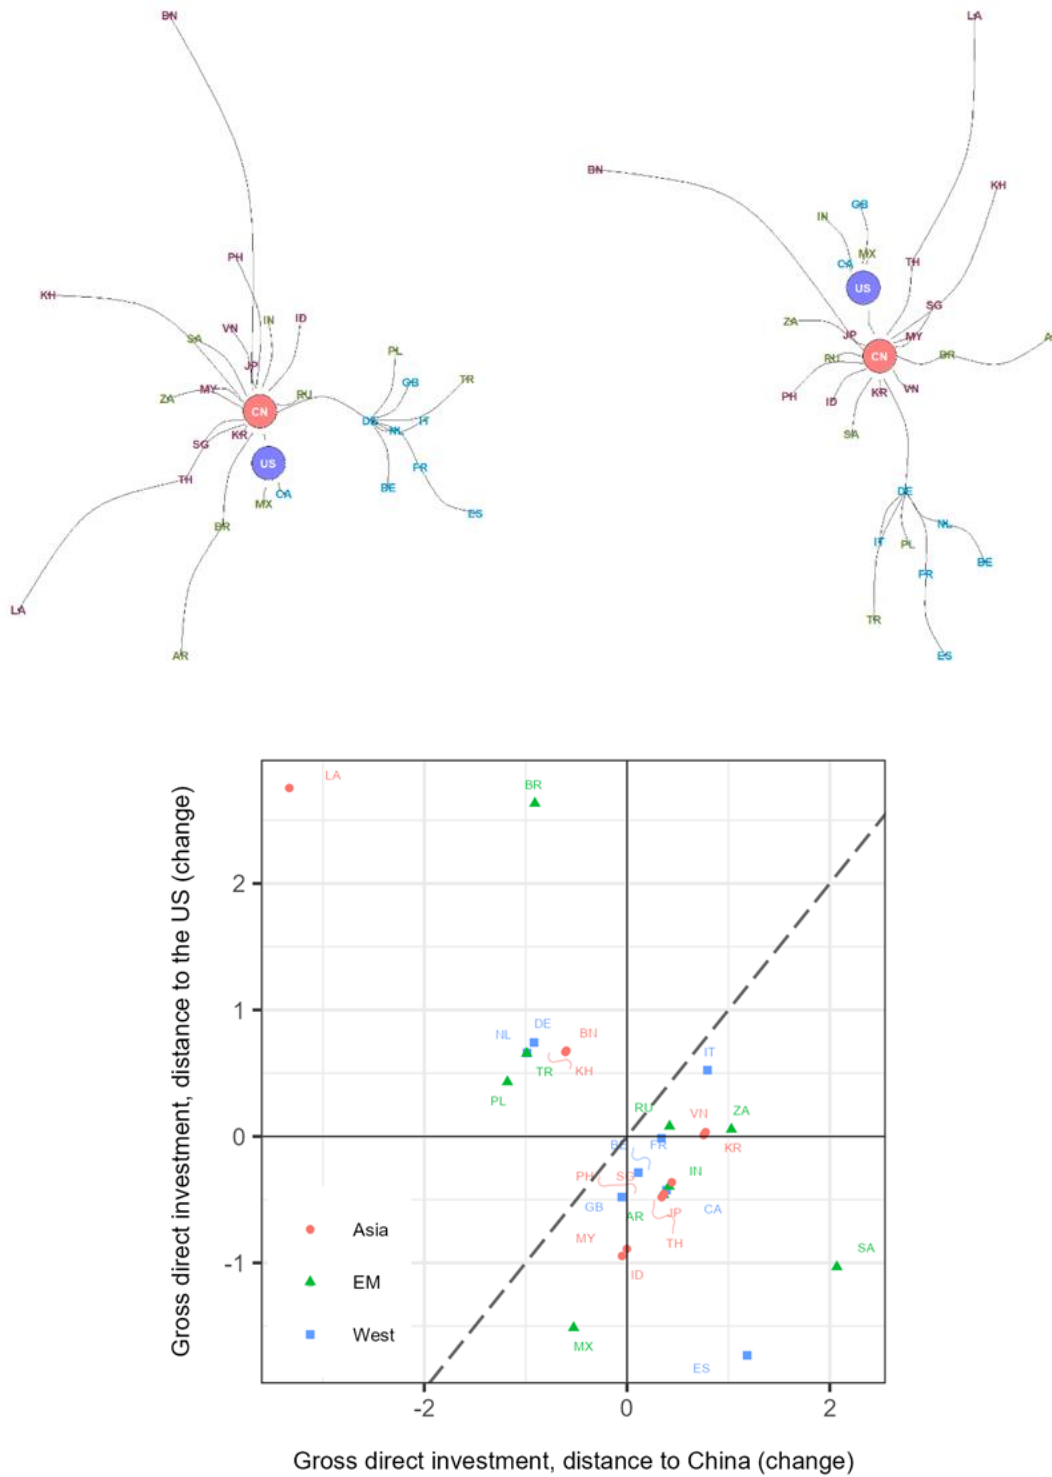 BN
LA
BN
KH
GB
IN
PH
MX
CA
TH
US
KH
ID
IN
VN
SG
SA
ZA
JP
MY
JP
PL
CN
BR
RU
GB
TR
RU
MY
ZA
CN
DE
IT
NL
PH
ID
KR
VN
KR
SG
SA
US
FR
TH
BE
MX
CA
DE
ES
BR
NL
IT
PL
BE
FR
LA
TR
AR
ES
LA
BR
2
1
DE
NL
BN
IT
TR
KH
PL
RU
VN
ZA
0
BE
FR
KR
PH
SG
IN
GB
AR
JP
CA
Asia
MY
TH
SA
-1
ID
EM
West
MX
ES
-2
0
2
Gross direct investment, distance to the US (change)
Gross direct investment, distance to China (change)